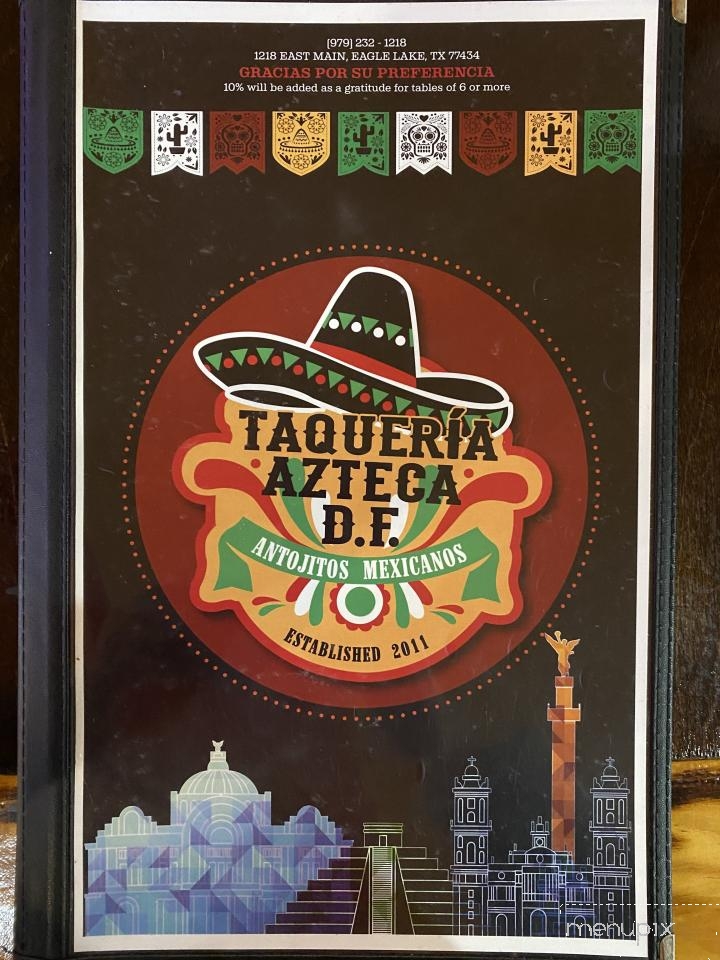 (979) 232 - 1218
1218 EAST MAIN, EAGLE LAKE, TX 77434
GRACIAS POR SU PREFERENCIA
10% will be added as a gratitude for tables of 6 or more
TAQUERÍA
AZTECA
D.F.
ANTOJITOS MEXICANOS
ESTABLISHED 2011
menupix